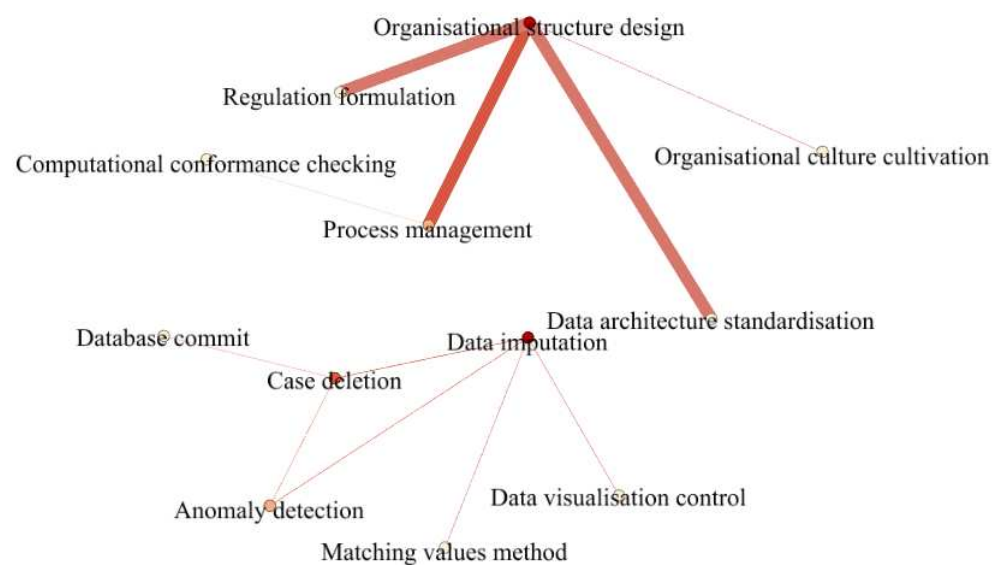 Organisational structure design
Regulation formulation
Computational conformance checking
Organisational culture cultivation
Process management
Data architecture standardisation
Database commit
Data imputation
Case deletion
Data visualisation control
Anomaly detection
Matching values method